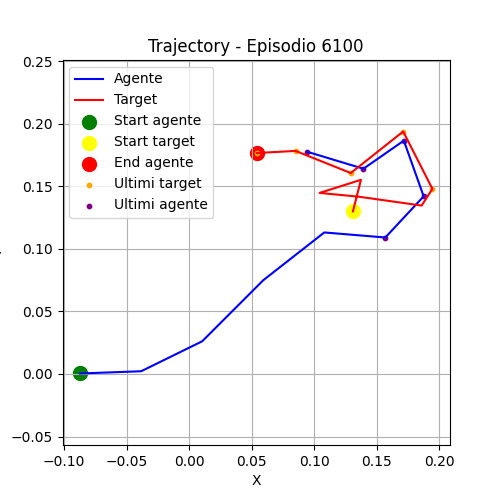 Trajectory - Episodio 6100
0.25
0.20
0.15
0.10
0.05
0.00
−0.05
Agente
Target
Start agente
Start target
End agente
Ultimi target
Ultimi agente
−0.10
−0.05
0.00
0.05
0.10
0.15
0.20
X